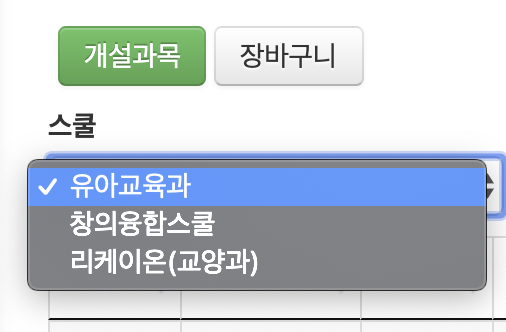 개설과목 장바구니
스쿨
유아교육과
창의융합스쿨
리케이온(교양과)